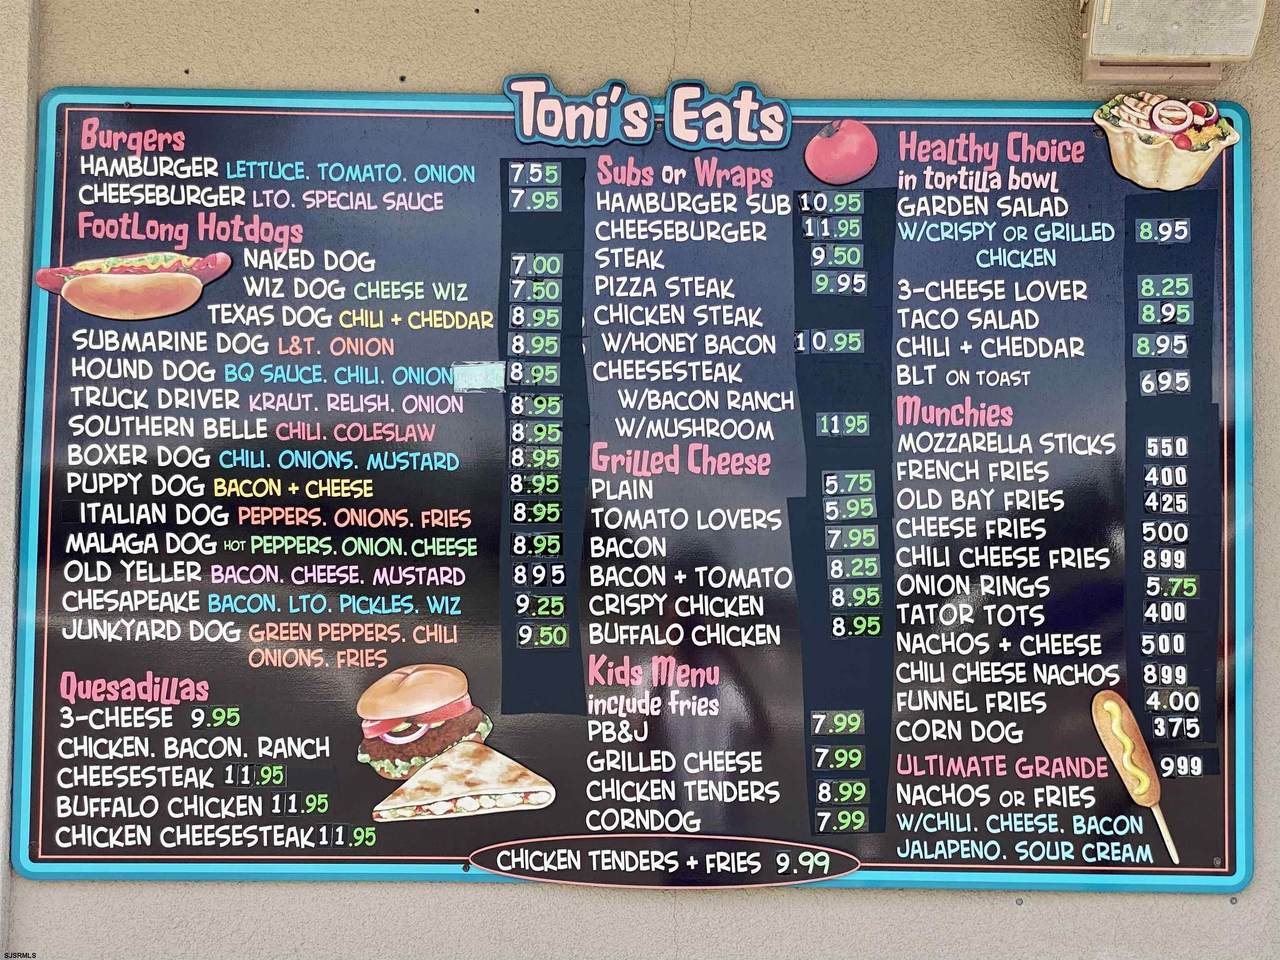 Toni's Eats
Burgers
HAMBURGER LETTUCE. TOMATO. ONION 7.55
CHEESEBURGER LTO. SPECIAL SAUCE 7.95
FootLong Hotdogs
NAKED DOG 7.00
WIZ DOG CHEESE WIZ 7.50
TEXAS DOG CHILI + CHEDDAR 8.95
SUBMARINE DOG L&T. ONION 8.95
HOUND DOG BQ SAUCE. CHILI. ONION 8.95
TRUCK DRIVER KRAUT. RELISH. ONION 8.95
SOUTHERN BELLE CHILI. COLESLAW 8.95
BOXER DOG CHILI. ONIONS. MUSTARD 8.95
PUPPY DOG BACON + CHEESE 8.95
ITALIAN DOG PEPPERS. ONIONS. FRIES 8.95
MALAGA DOG HOT PEPPERS. ONION. CHEESE 8.95
OLD YELLER BACON. CHEESE. MUSTARD 895
CHESAPEAKE BACON. LTO. PICKLES. WIZ 9.25
JUNKYARD DOG GREEN PEPPERS. CHILI 9.50
ONIONS. FRIES
Quesadillas
3-CHEESE 9.95
CHICKEN. BACON. RANCH
CHEESESTEAK 11.95
BUFFALO CHICKEN 11.95
CHICKEN CHEESESTEAK 11.95
Subs or Wraps
HAMBURGER SUB 10.95
CHEESEBURGER 11.95
STEAK 9.50
PIZZA STEAK 9.95
CHICKEN STEAK
W/HONEY BACON 10.95
CHEESESTEAK
W/BACON RANCH
W/MUSHROOM 11.95
Grilled Cheese
PLAIN 5.75
TOMATO LOVERS 5.95
BACON 7.95
BACON + TOMATO 8.25
CRISPY CHICKEN 8.95
BUFFALO CHICKEN 8.95
Kids Menu
include fries
PB&J 7.99
GRILLED CHEESE 7.99
CHICKEN TENDERS 8.99
CORNDOG 7.99
CHICKEN TENDERS + FRIES 9.99
Healthy Choice
in tortilla bowl
GARDEN SALAD
W/CRISPY OR GRILLED 8.95
CHICKEN
3-CHEESE LOVER 8.25
TACO SALAD 8.95
CHILI + CHEDDAR 8.95
BLT ON TOAST 695
Munchies
MOZZARELLA STICKS 550
FRENCH FRIES 400
OLD BAY FRIES 425
CHEESE FRIES 500
CHILI CHEESE FRIES 899
ONION RINGS 5.75
TATOR TOTS 400
NACHOS + CHEESE 500
CHILI CHEESE NACHOS 899
FUNNEL FRIES 4.00
CORN DOG 375
ULTIMATE GRANDE 999
NACHOS OR FRIES
W/CHILI. CHEESE. BACON
JALAPENO. SOUR CREAM
SJSRMLS